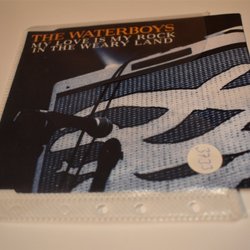 THE WATERBOYS
MY LOVE IS MY ROCK
IN THE WEARY LAND